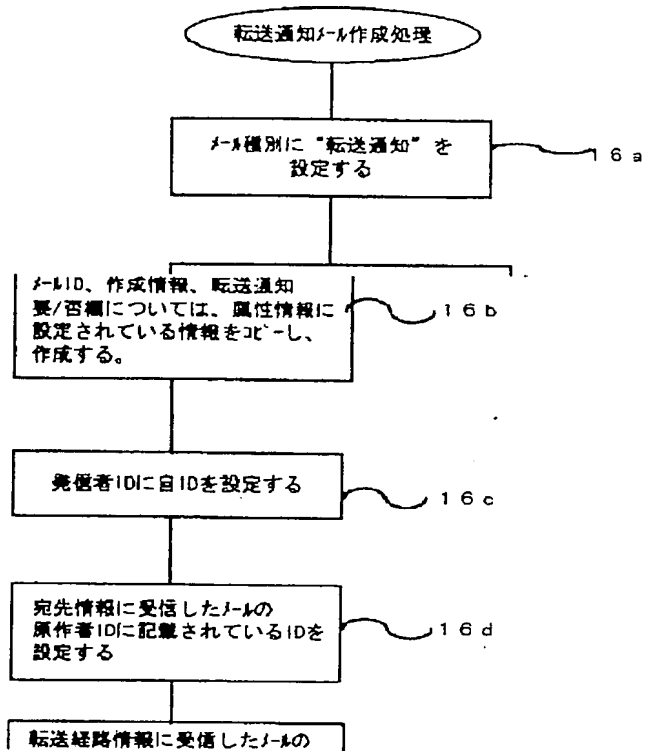 転送通知メール作成処理
メール種別に“転送通知”を
設定する
16a
メールID、作成情報、転送通知
要/否欄については、属性情報に
設定されている情報をコピーし、
作成する。
16b
発信者IDに自IDを設定する
16c
宛先情報に受信したメールの
原作者IDに記載されているIDを
設定する
16d
転送経路情報に受信したメールの